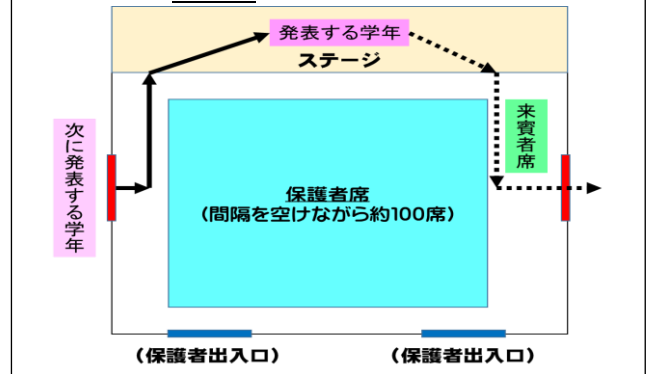 発表する学年
ステージ
来賓者席
次に発表する学年
保護者席
(間隔を空けながら約100席)
(保護者出入口)
(保護者出入口)